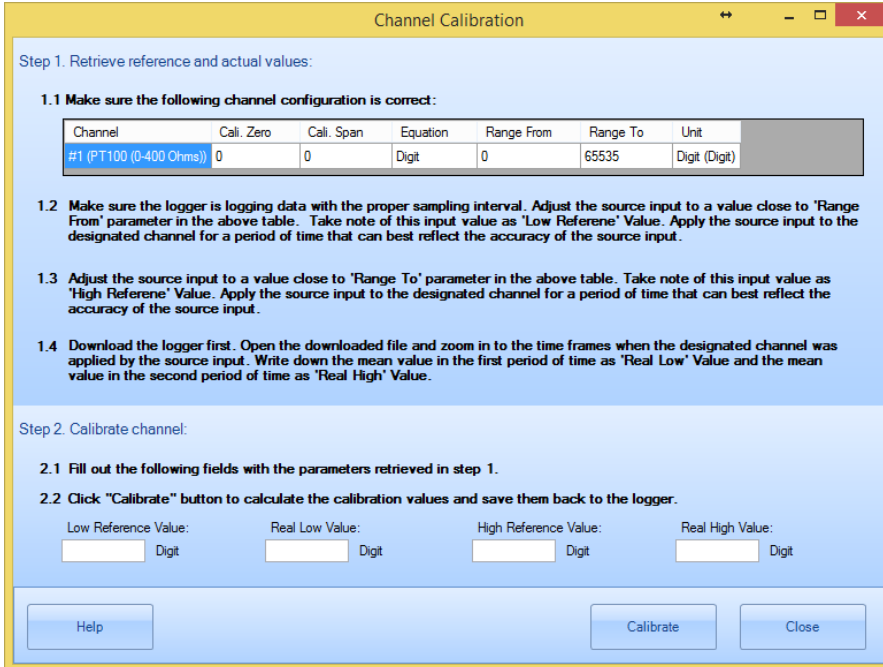 Channel Calibration
Step 1. Retrieve reference and actual values:
1.1 Make sure the following channel configuration is correct:
Channel Cali. Zero Cali. Span Equation Range From Range To Unit
#1 (PT100 (0-400 Ohms)) 0 0 Digit 0 65535 Digit (Digit)
1.2 Make sure the logger is logging data with the proper sampling interval. Adjust the source input to a value close to 'Range
From' parameter in the above table. Take note of this input value as 'Low Referene' Value. Apply the source input to the
designated channel for a period of time that can best reflect the accuracy of the source input.
1.3 Adjust the source input to a value close to 'Range To' parameter in the above table. Take note of this input value as
'High Referene' Value. Apply the source input to the designated channel for a period of time that can best reflect the
accuracy of the source input.
1.4 Download the logger first. Open the downloaded file and zoom in to the time frames when the designated channel was
applied by the source input. Write down the mean value in the first period of time as 'Real Low' Value and the mean
value in the second period of time as 'Real High' Value.
Step 2. Calibrate channel:
2.1 Fill out the following fields with the parameters retrieved in step 1.
2.2 Click "Calibrate" button to calculate the calibration values and save them back to the logger.
Low Reference Value: Real Low Value: High Reference Value: Real High Value:
Digit Digit Digit Digit
Help Calibrate Close